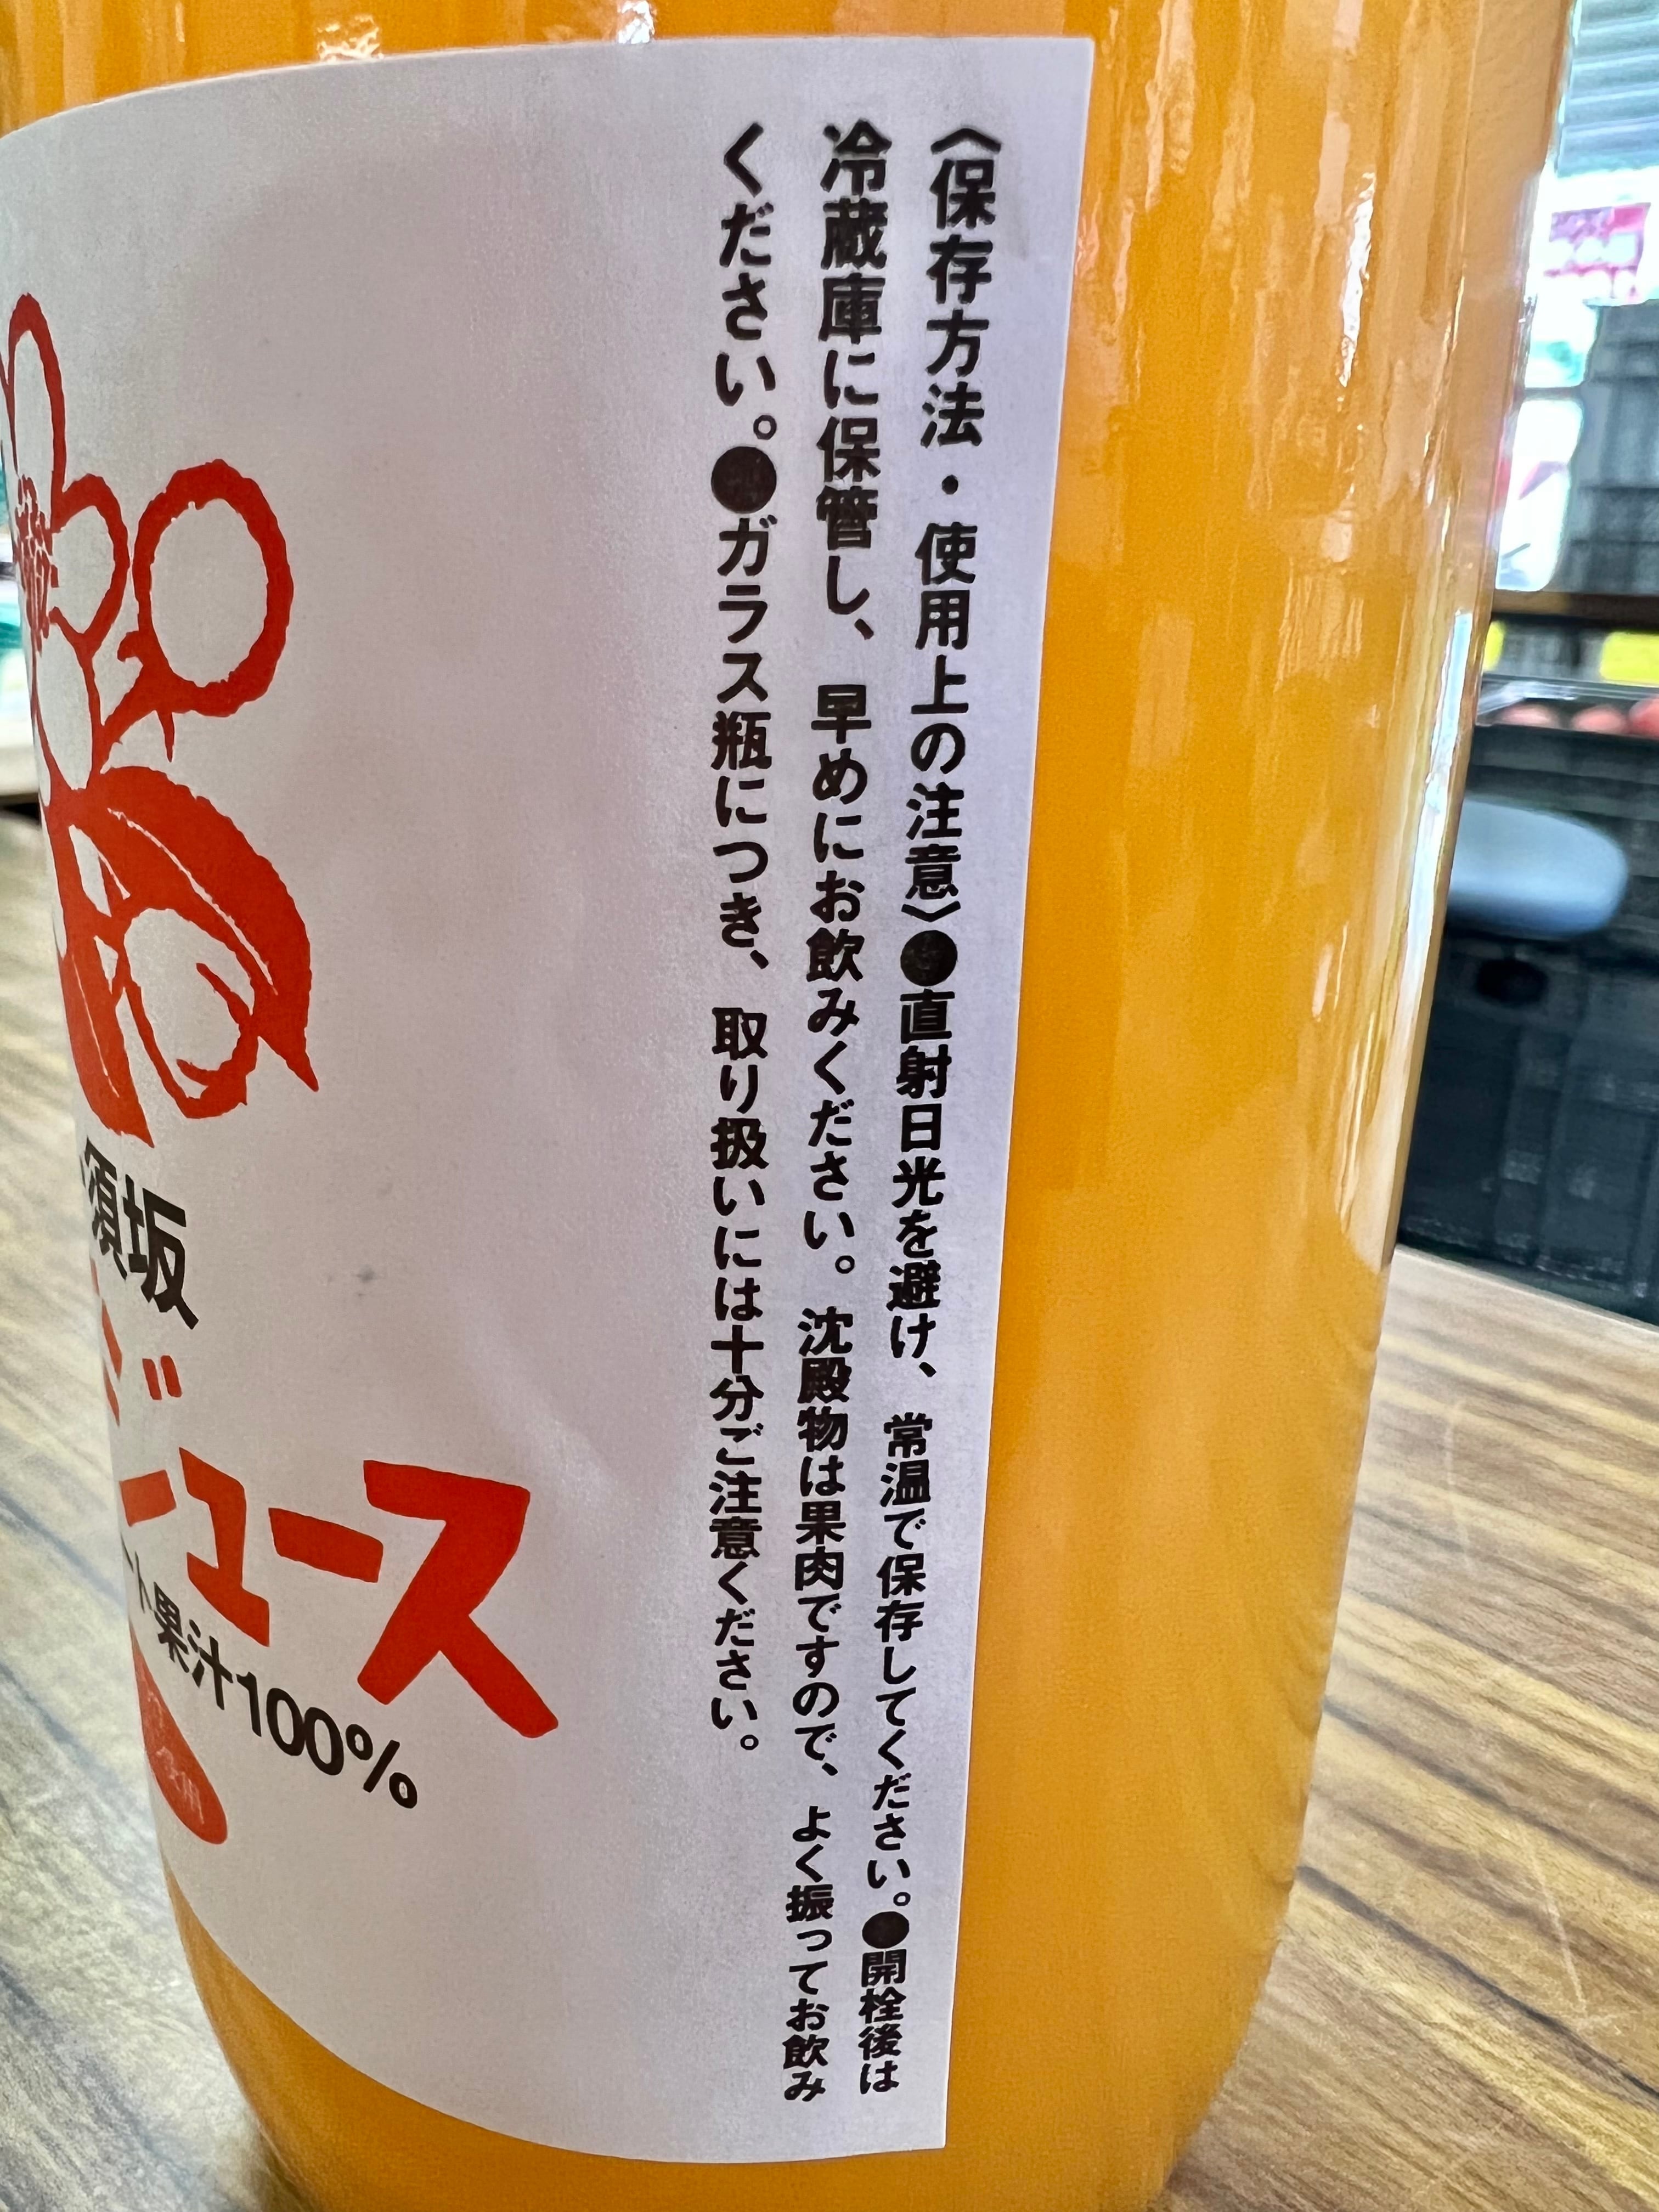 〈保存方法・使用上の注意〉●直射日光を避け、常温で保存してください。●開栓後は
冷蔵庫に保管し、早めにお飲みください。沈殿物は果肉ですので、よく振ってお飲み
ください。●ガラス瓶につき、取り扱いには十分ご注意ください。
須坂
ジュース
ート果汁100%